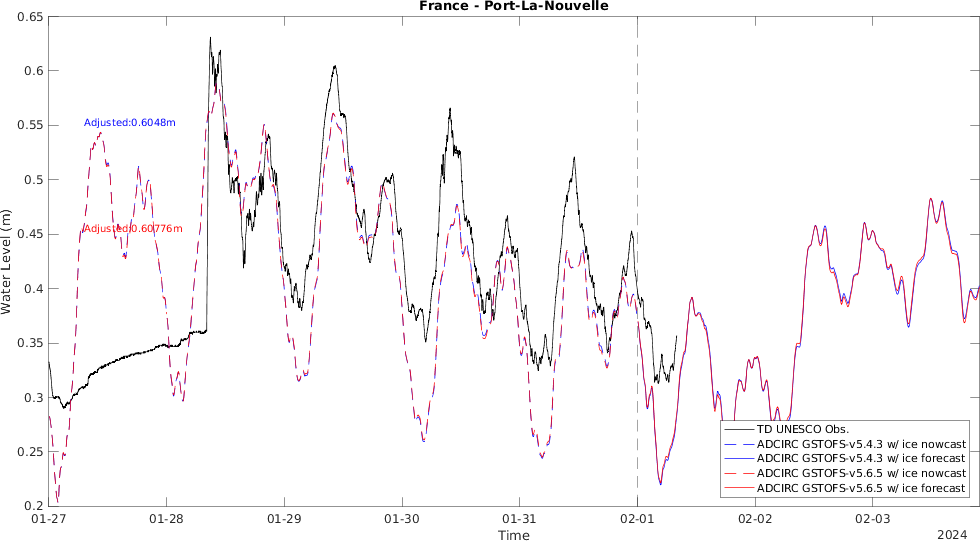 France - Port-La-Nouvelle
0.65
0.6
0.55
0.5
0.45
0.4
0.35
0.3
0.25
0.2
Water Level (m)
Adjusted:0.6048m
Adjusted:0.60776m
TD UNESCO Obs.
ADCIRC GSTOFS-v5.4.3 w/ ice nowcast
ADCIRC GSTOFS-v5.4.3 w/ ice forecast
ADCIRC GSTOFS-v5.6.5 w/ ice nowcast
ADCIRC GSTOFS-v5.6.5 w/ ice forecast
01-27 01-28 01-29 01-30 01-31 02-01 02-02 02-03
Time
2024